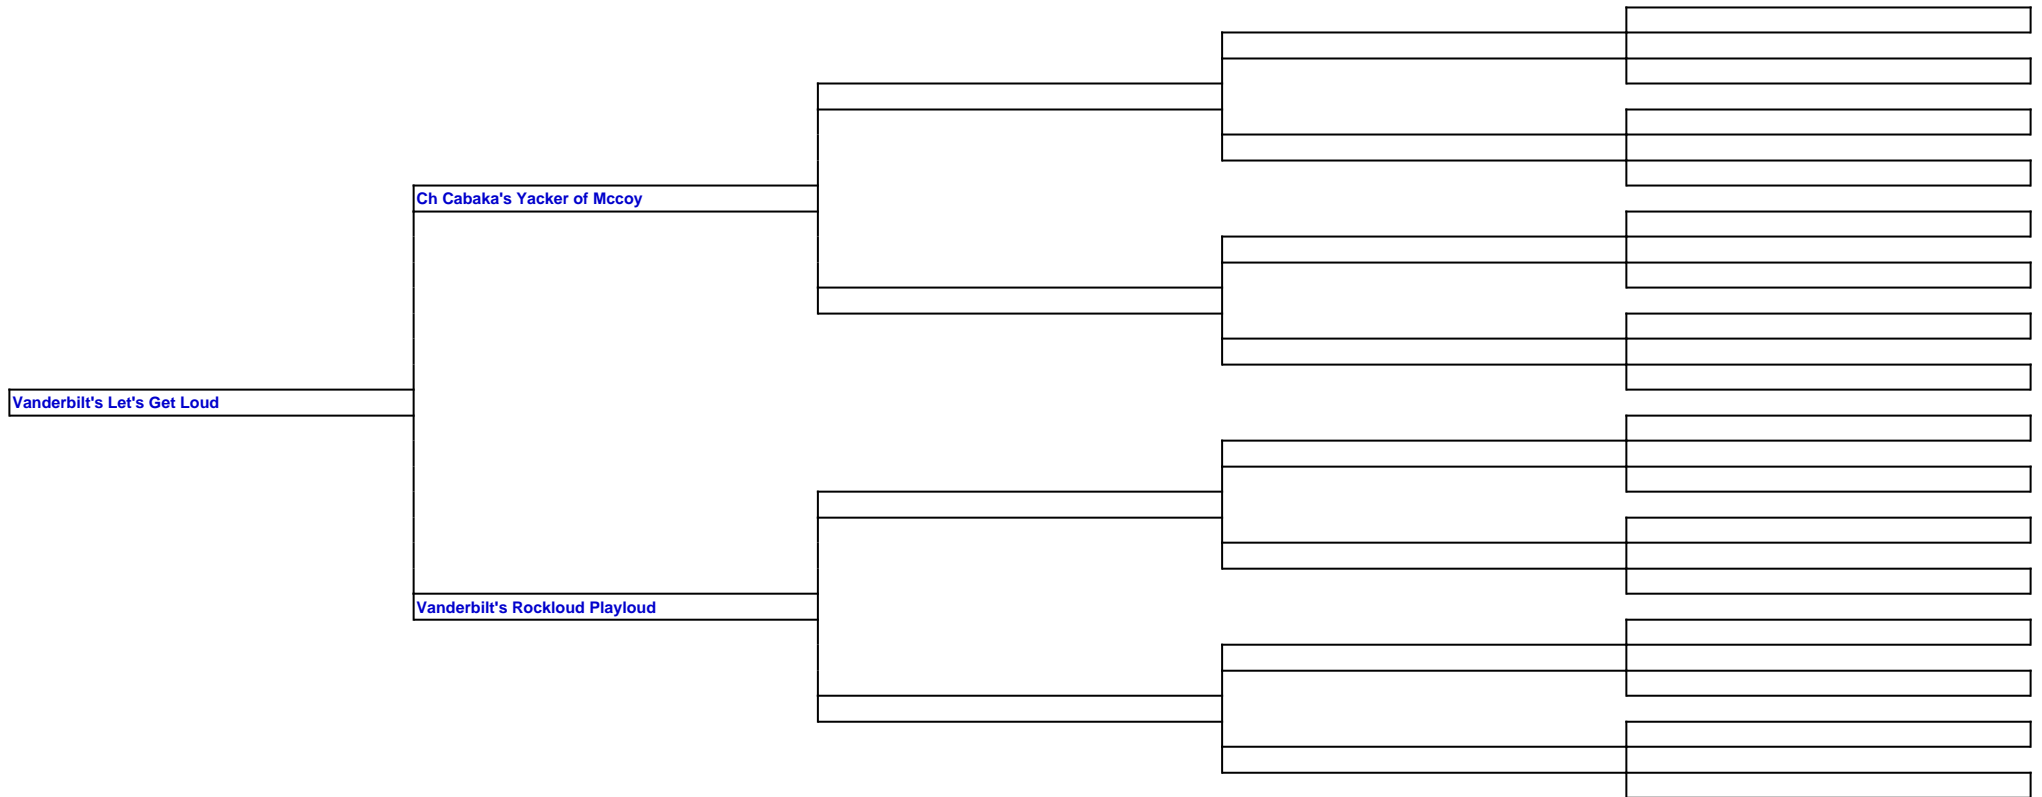 Ch Cabaka's Yacker of Mccoy
Vanderbilt's Let's Get Loud
Vanderbilt's Rockloud Playloud